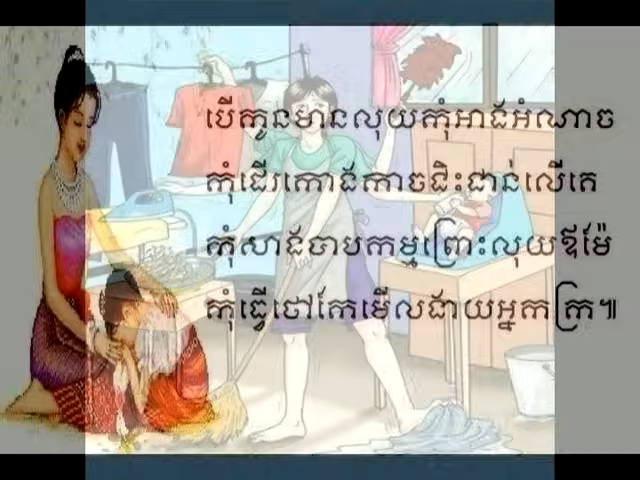 បើកូនមានលុយកុំអាងអំណាច
កុំដើរកោងកាចជិះជាន់លើគេ
កុំសាងបាបកម្មព្រោះលុយឪម៉ែ
កុំធ្វើចៅកែមើលងាយអ្នកក្រ៕